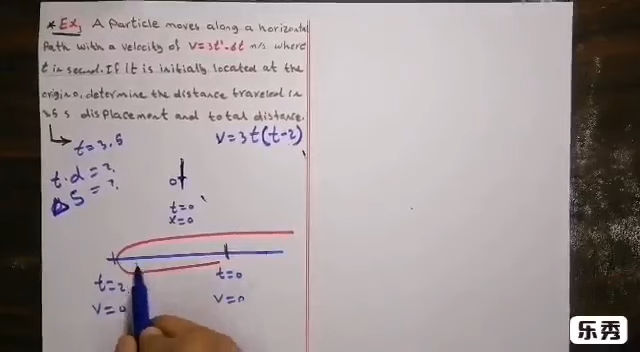 * Ex, A particle moves along a horizontal
path with a velocity of v=3t²-6t m/s where
t in second. If it is initially located at the
origin o, determine the distance traveled in
3.5 s displacement and total distance.
t=3.5
v=3t(t-2)
t.d=?
ΔS=?
0
t=0
x=0
t=2
t=0
v=0
v=0
乐秀